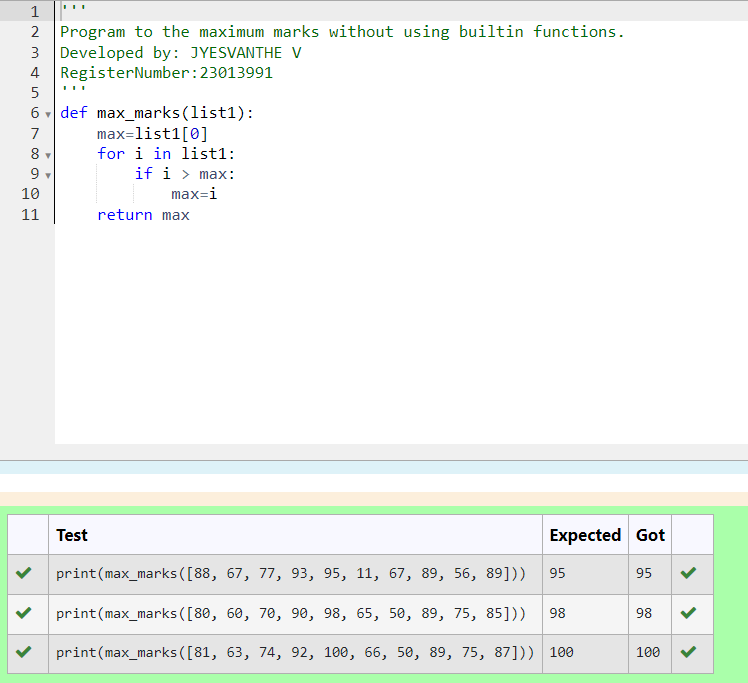 1 '''
2 Program to the maximum marks without using builtin functions.
3 Developed by: JYESVANTHE V
4 RegisterNumber:23013991
5 '''
6 def max_marks(list1):
7     max=list1[0]
8     for i in list1:
9         if i > max:
10             max=i
11     return max
Test Expected Got
print(max_marks([88, 67, 77, 93, 95, 11, 67, 89, 56, 89])) 95 95
print(max_marks([80, 60, 70, 90, 98, 65, 50, 89, 75, 85])) 98 98
print(max_marks([81, 63, 74, 92, 100, 66, 50, 89, 75, 87])) 100 100